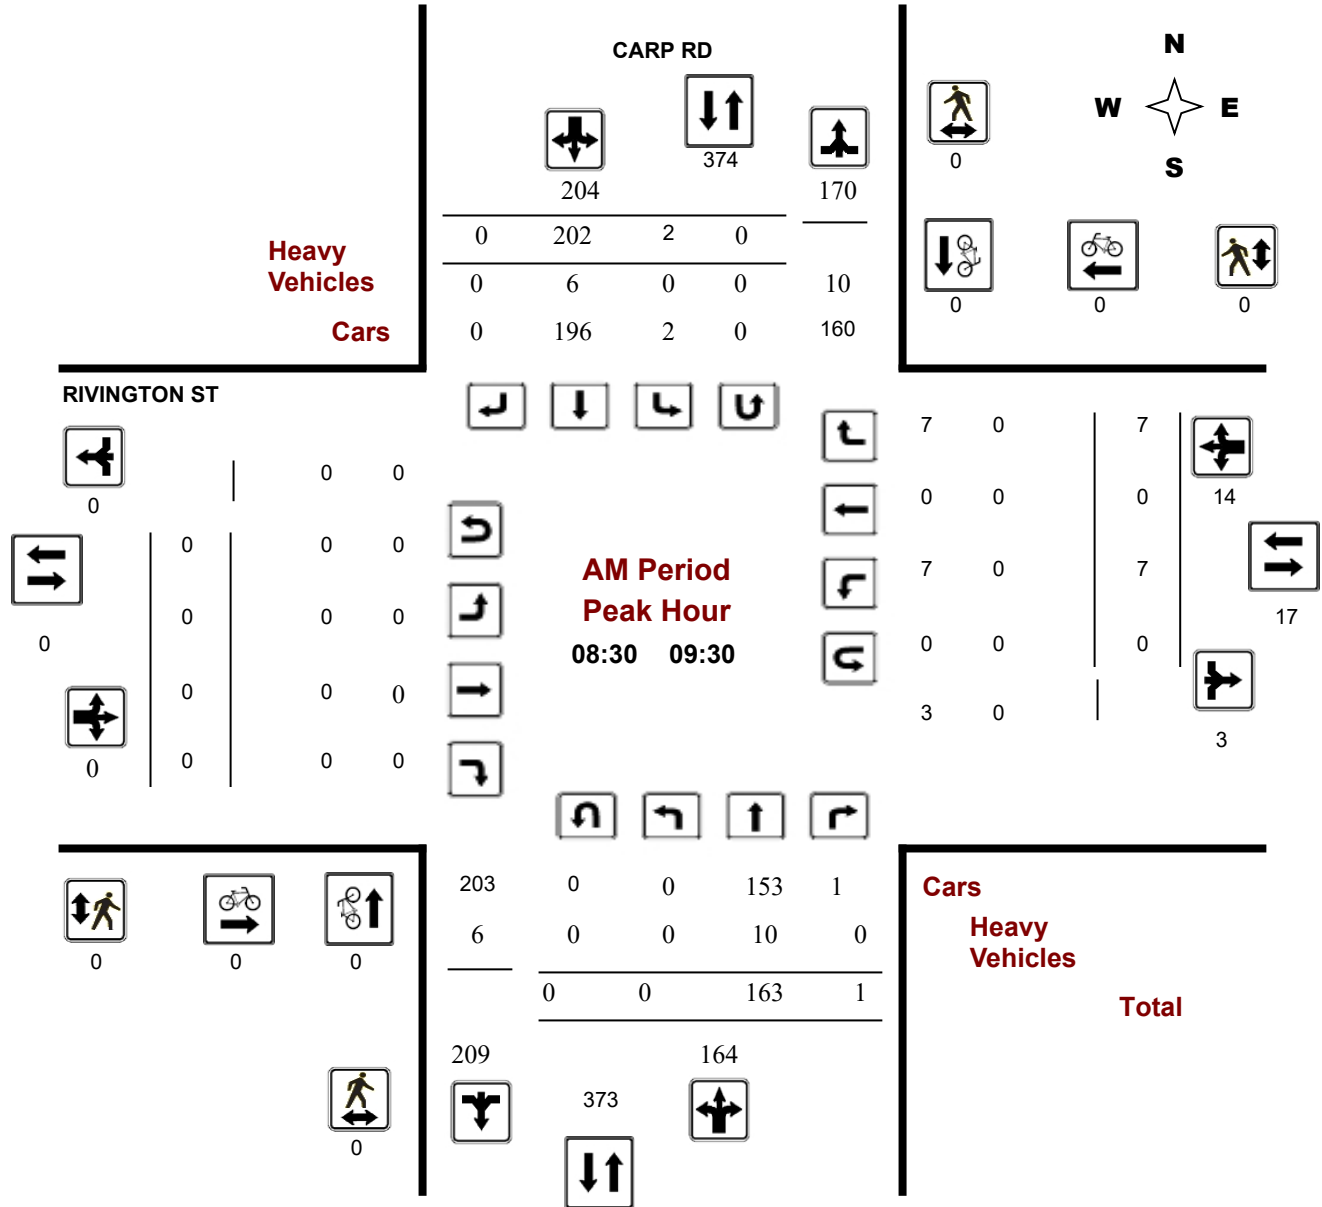 CARP RD
N
W E
S
374
0
204
170
0 202 2 0
Heavy
Vehicles
0 6 0 0 10
0 0 0
Cars
0 196 2 0 160
RIVINGTON ST
7 0 7
0 0
0
0 0 0
14
0 0 0
AM Period
7 0 7
Peak Hour
0 0 0
17
0
08:30 09:30
0 0 0
0 0 0
3 0
3
0
0 0 0
203 0 0 153 1
Cars
6 0 0 10 0
Heavy
Vehicles
0 0 0
0 0 163 1
Total
209
164
373
0